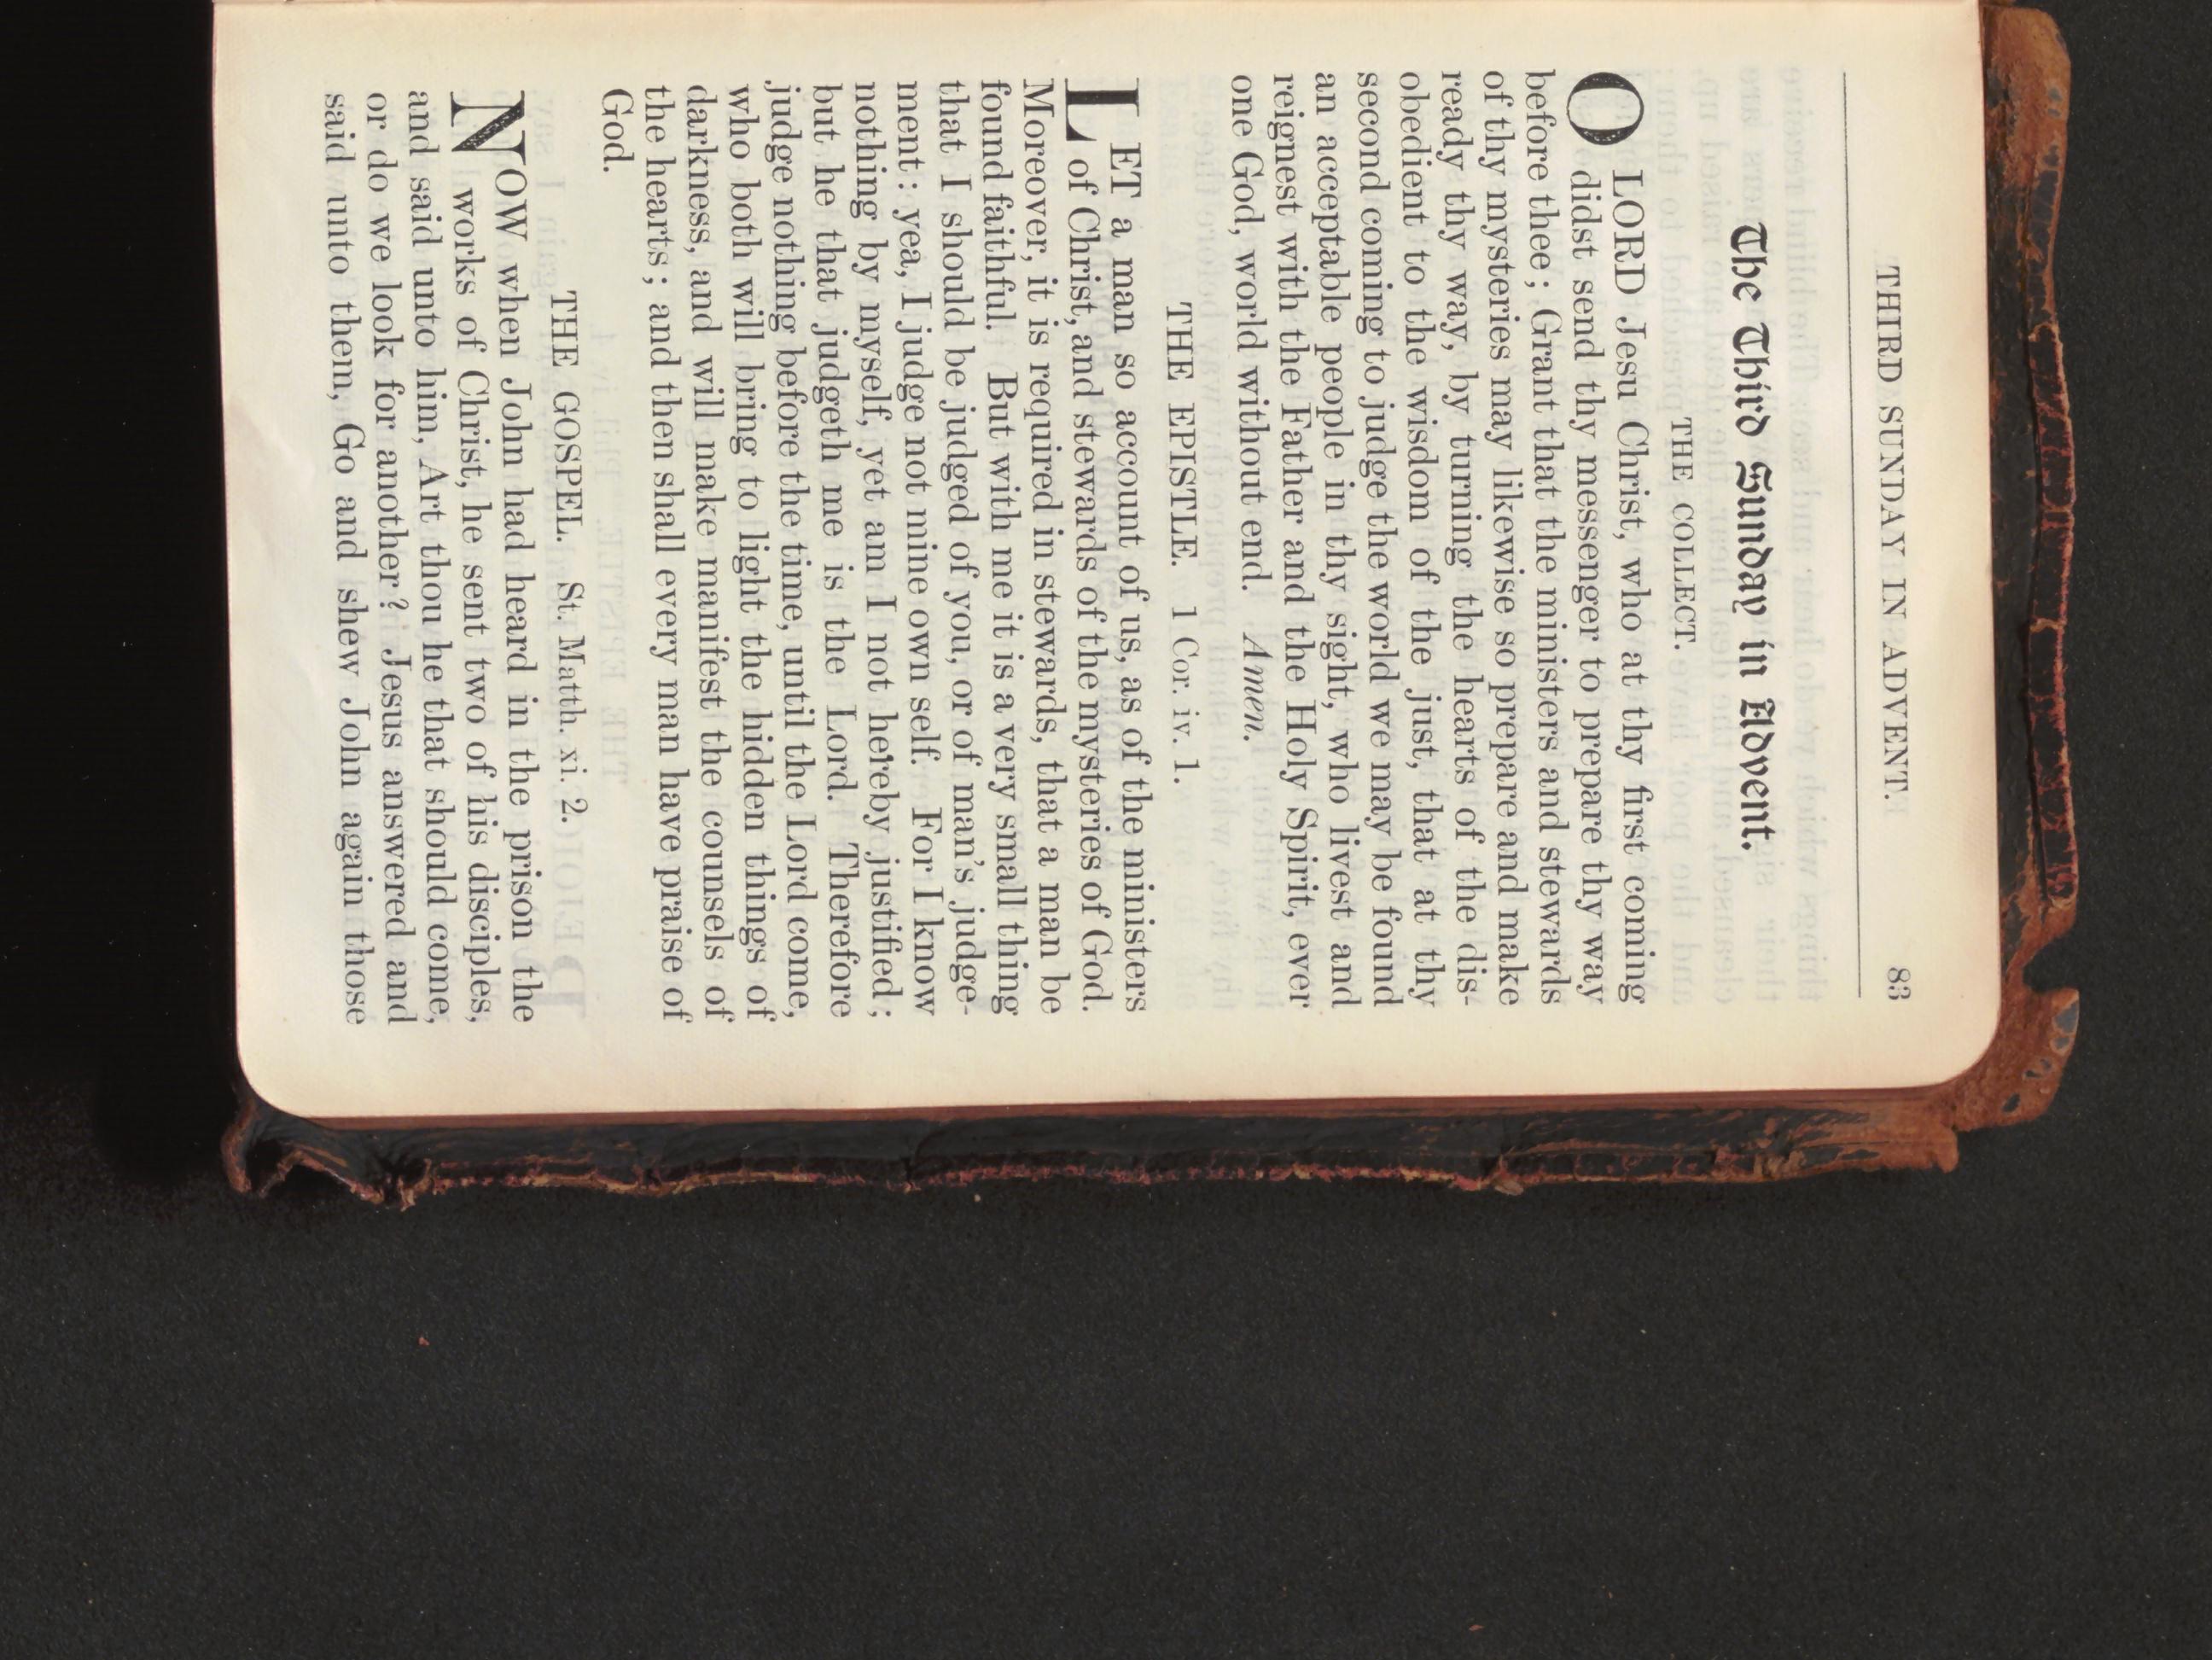 THIRD SUNDAY IN ADVENT. 83
The Third Sunday in Advent.
THE COLLECT.
O LORD Jesu Christ, who at thy first coming
didst send thy messenger to prepare thy way
before thee; Grant that the ministers and stewards
of thy mysteries may likewise so prepare and make
ready thy way, by turning the hearts of the dis-
obedient to the wisdom of the just, that at thy
second coming to judge the world we may be found
an acceptable people in thy sight, who livest and
reignest with the Father and the Holy Spirit, ever
one God, world without end. Amen.
THE EPISTLE. 1 Cor. iv. 1.
LET a man so account of us, as of the ministers
of Christ, and stewards of the mysteries of God.
Moreover, it is required in stewards, that a man be
found faithful. But with me it is a very small thing
that I should be judged of you, or of man's judge-
ment: yea, I judge not mine own self. For I know
nothing by myself, yet am I not hereby justified;
but he that judgeth me is the Lord. Therefore
judge nothing before the time, until the Lord come,
who both will bring to light the hidden things of
darkness, and will make manifest the counsels of
the hearts; and then shall every man have praise of
God.
THE GOSPEL. St. Matth. xi. 2.
NOW when John had heard in the prison the
works of Christ, he sent two of his disciples,
and said unto him, Art thou he that should come,
or do we look for another? Jesus answered and
said unto them, Go and shew John again those